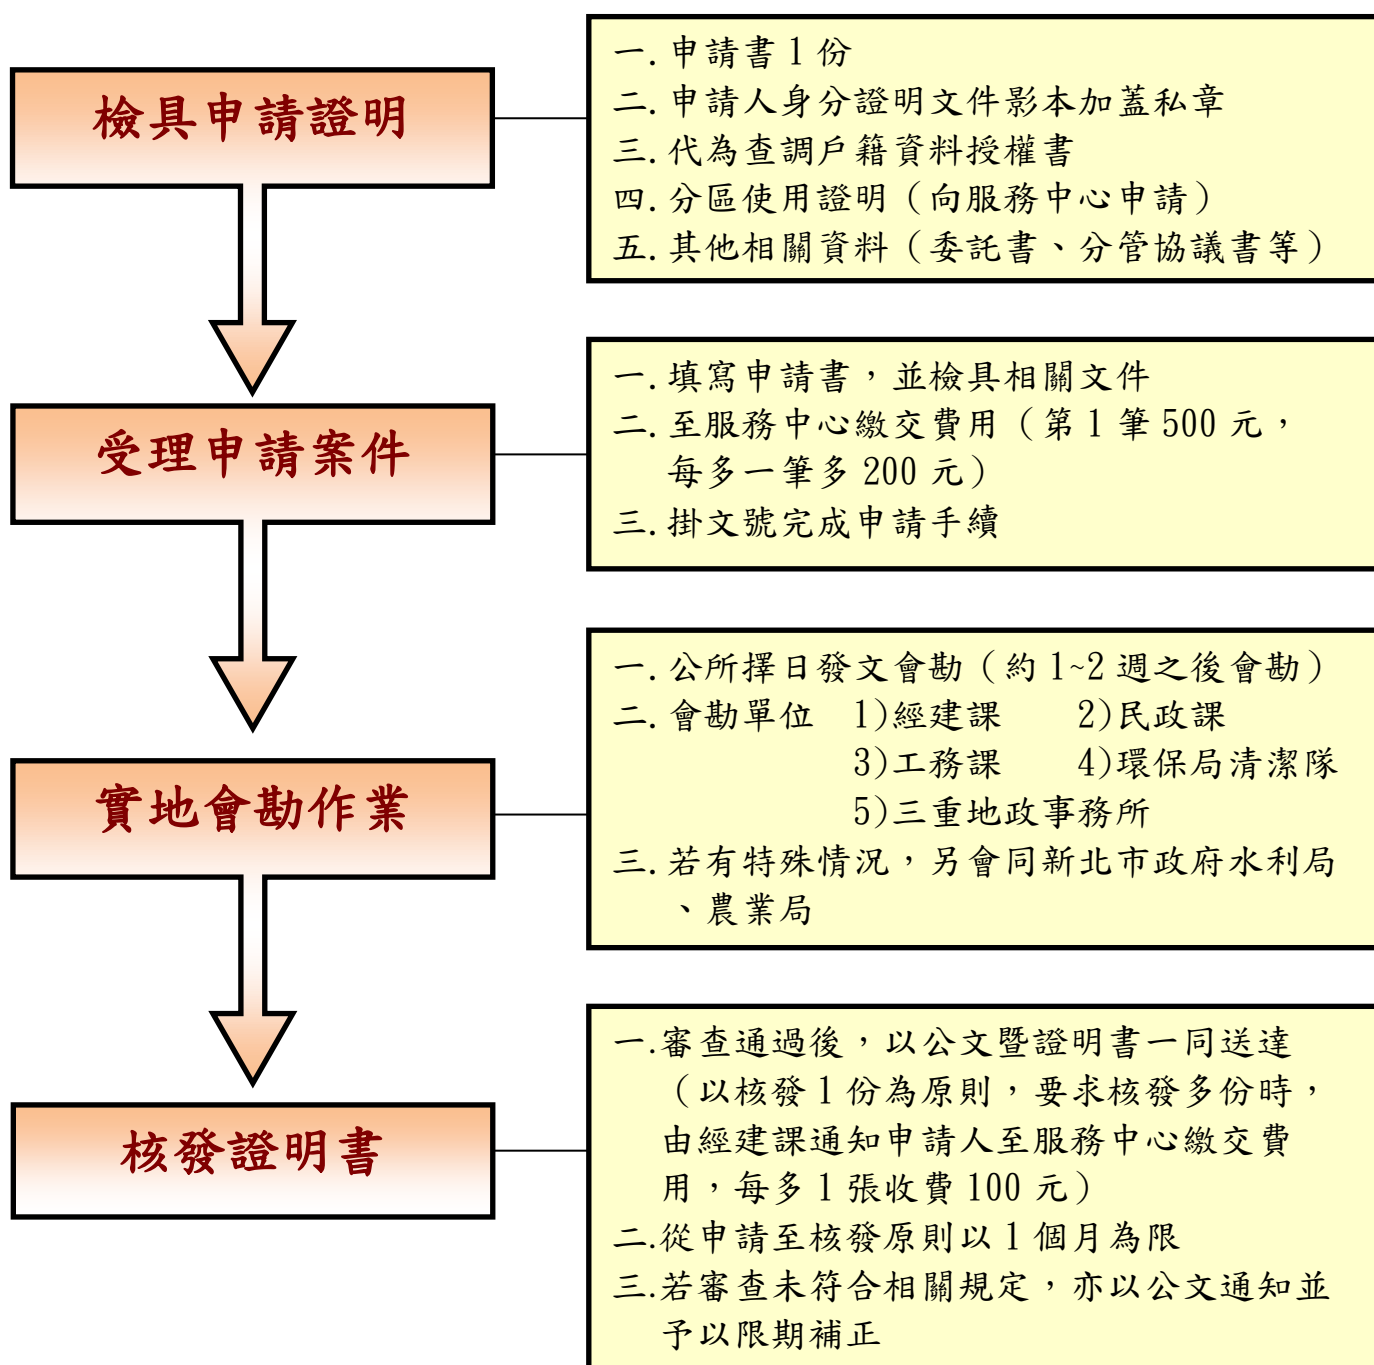 檢具申請證明
一.申請書1份
二.申請人身分證明文件影本加蓋私章
三.代為查調戶籍資料授權書
四.分區使用證明（向服務中心申請）
五.其他相關資料（委託書、分管協議書等）
受理申請案件
一.填寫申請書，並檢具相關文件
二.至服務中心繳交費用（第1筆500元，
每多一筆多200元）
三.掛文號完成申請手續
實地會勘作業
一.公所擇日發文會勘（約1~2週之後會勘）
二.會勘單位 1)經建課 2)民政課
3)工務課 4)環保局清潔隊
5)三重地政事務所
三.若有特殊情況，另會同新北市政府水利局
、農業局
核發證明書
一.審查通過後，以公文暨證明書一同送達
（以核發1份為原則，要求核發多份時，
由經建課通知申請人至服務中心繳交費
用，每多1張收費100元）
二.從申請至核發原則以1個月為限
三.若審查未符合相關規定，亦以公文通知並
予以限期補正